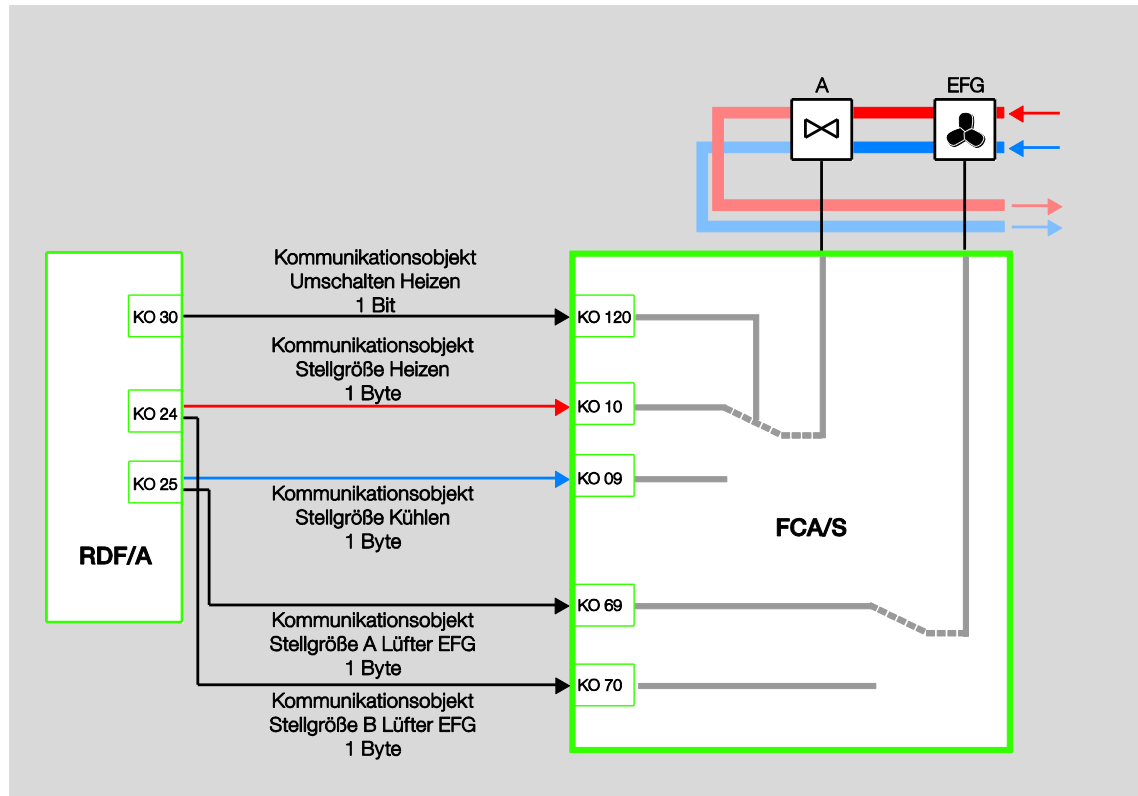 A
EFG
Kommunikationsobjekt
Umschalten Heizen
1 Bit
KO 30
KO 120
Kommunikationsobjekt
Stellgröße Heizen
1 Byte
KO 24
KO 10
KO 25
KO 09
Kommunikationsobjekt
Stellgröße Kühlen
1 Byte
RDF/A
FCA/S
KO 69
Kommunikationsobjekt
Stellgröße A Lüfter EFG
1 Byte
KO 70
Kommunikationsobjekt
Stellgröße B Lüfter EFG
1 Byte